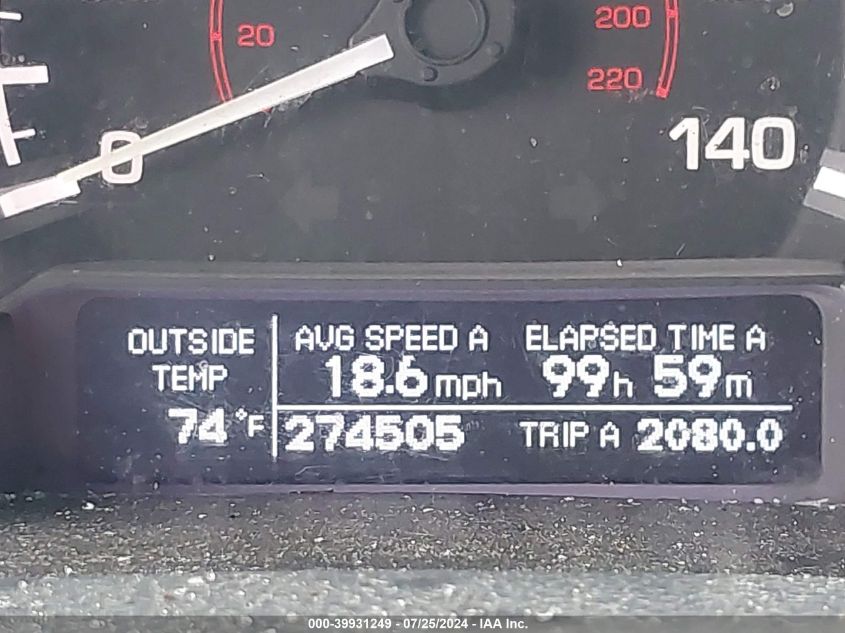 20
200
220
0
140
OUTSIDE
TEMP
74°F
AVG SPEED A
18.6 mph
ELAPSED TIME A
99h 59m
274505
TRIP A 2080.0
000-39931249 - 07/25/2024 - IAA Inc.